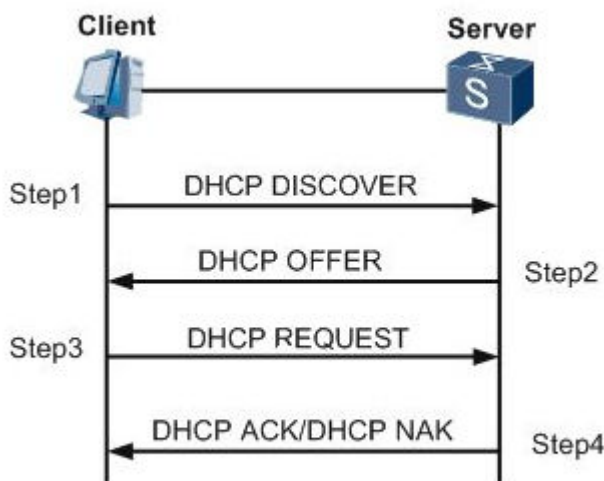 Client
Server
S
Step1
DHCP DISCOVER
DHCP OFFER
Step2
Step3
DHCP REQUEST
DHCP ACK/DHCP NAK
Step4